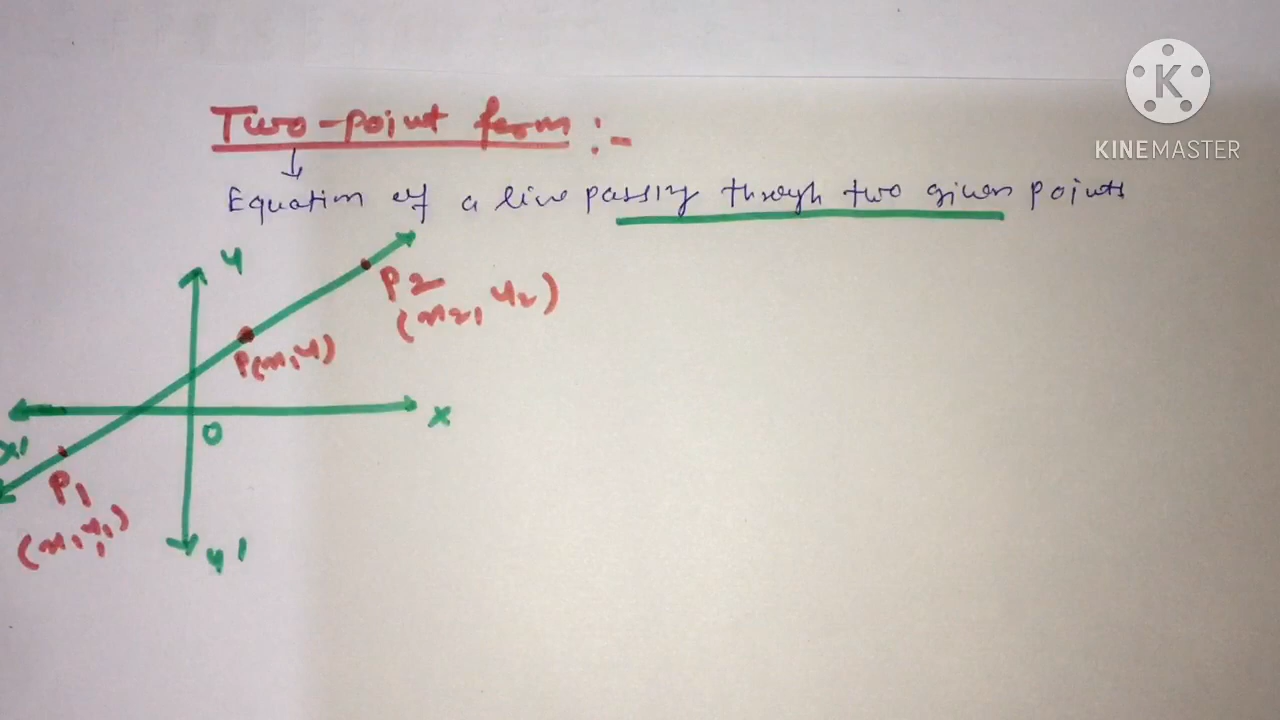 Two-point form :-
Equation of a line passing through two given points
K
KINEMASTER
y
P2
(x2, y2)
P(x, y)
x
O
x'
P1
(x1, y1)
y'